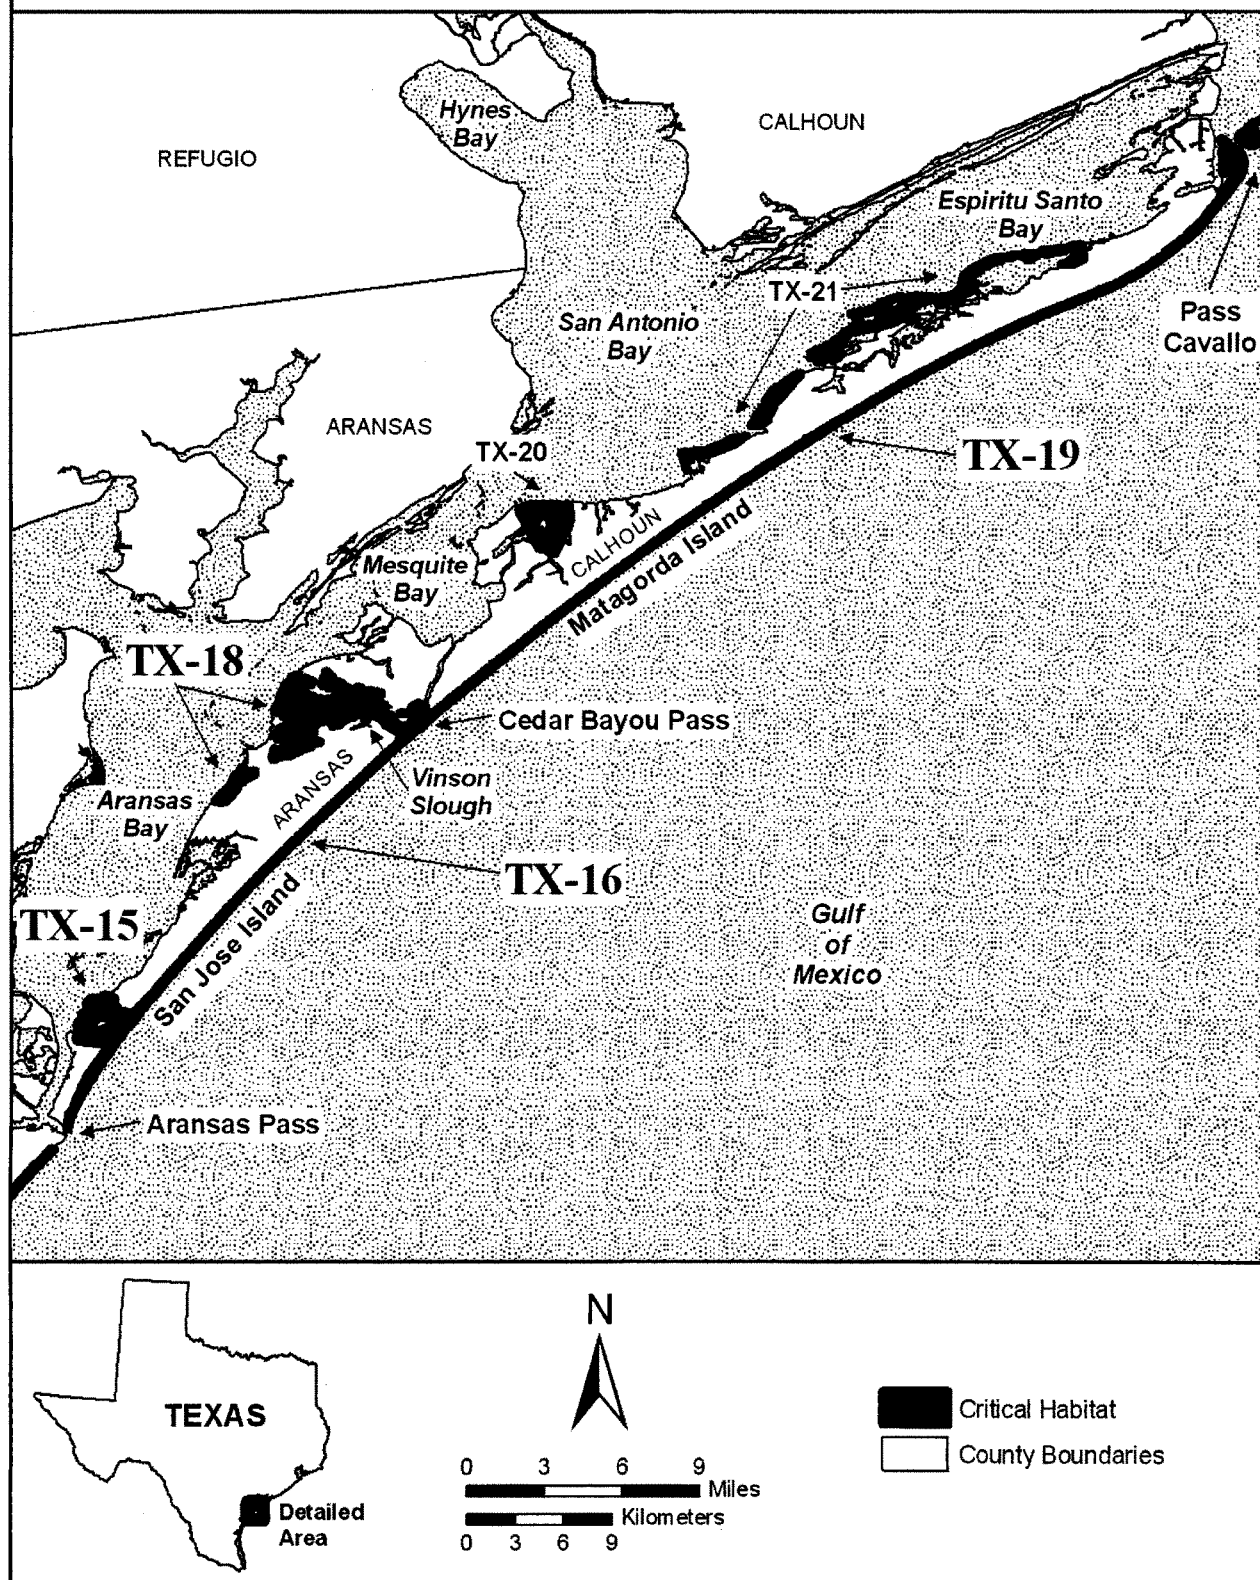 Hynes
Bay
CALHOUN
REFUGIO
Espiritu Santo
Bay
TX-21
San Antonio
Bay
Pass
Cavallo
ARANSAS
TX-20
TX-19
CALHOUN
Mesquite
Bay
Matagorda Island
TX-18
Cedar Bayou Pass
ARANSAS
Vinson
Slough
Aransas
Bay
TX-16
San Jose Island
TX-15
Gulf
of
Mexico
Aransas Pass
N
TEXAS
Detailed
Area
0 3 6 9
Miles
Kilometers
0 3 6 9
Critical Habitat
County Boundaries